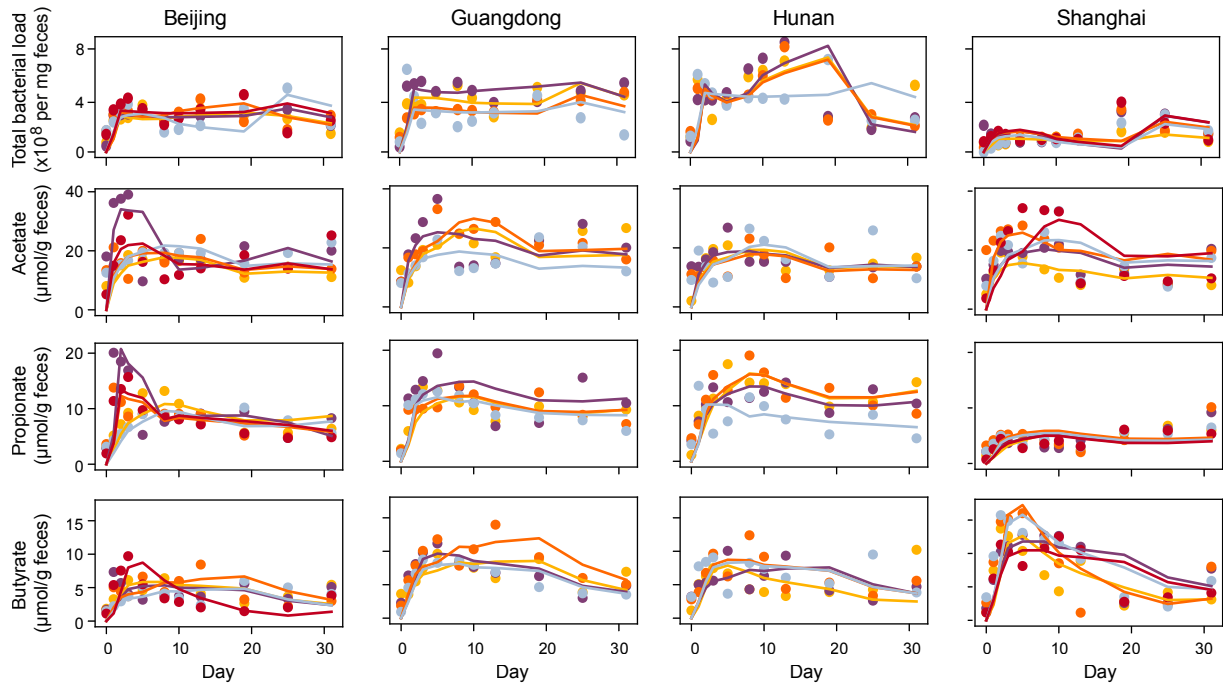 Beijing Guangdong Hunan Shanghai
Total bacterial load
(x10⁸ per mg feces)
8
4
0
Acetate
(μmol/g feces)
40
20
0
Propionate
(μmol/g feces)
20
10
0
Butyrate
(μmol/g feces)
15
10
5
0
0 10 20 30 0 10 20 30 0 10 20 30 0 10 20 30
Day Day Day Day